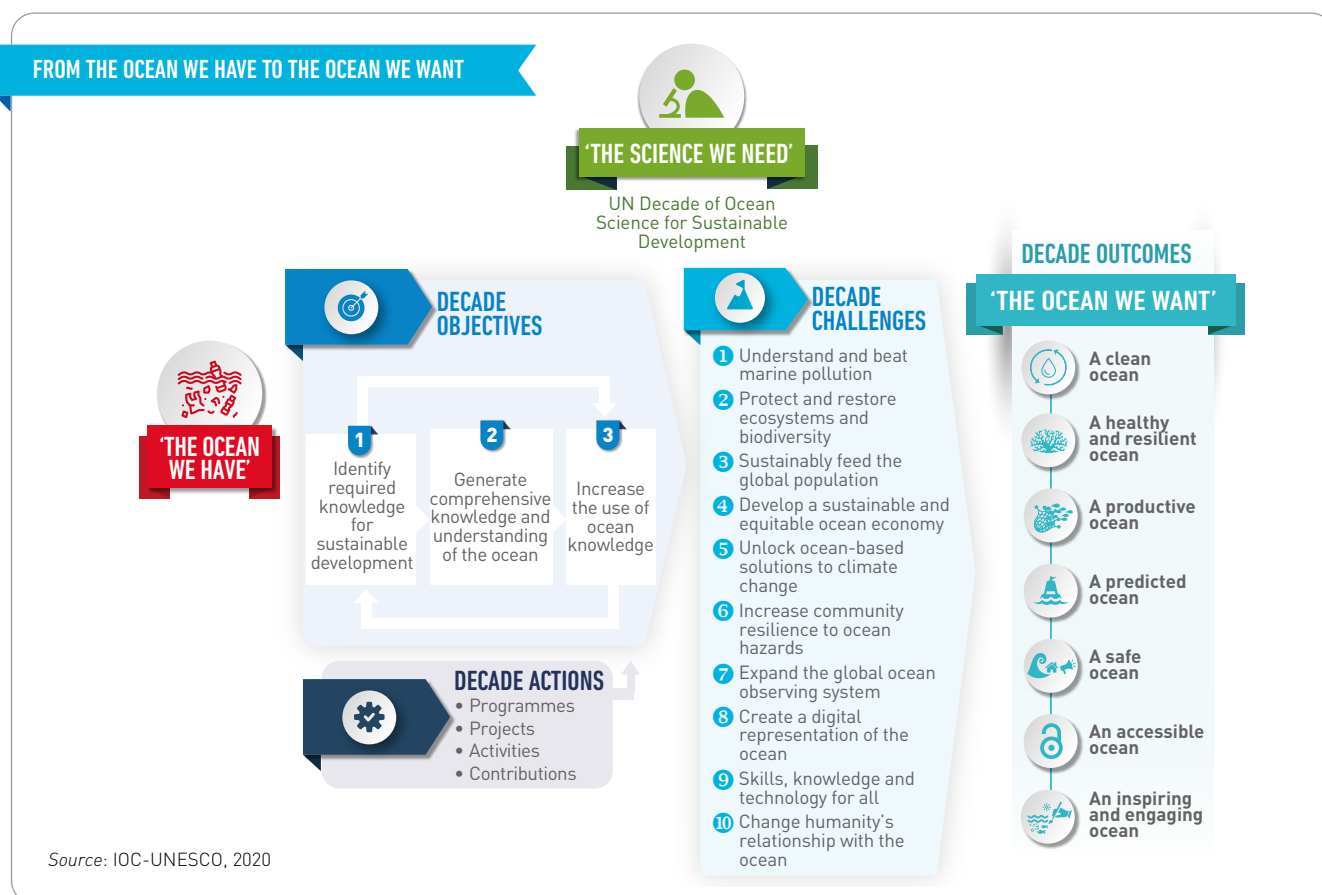 FROM THE OCEAN WE HAVE TO THE OCEAN WE WANT
‘THE SCIENCE WE NEED’
UN Decade of Ocean
Science for Sustainable
Development
‘THE OCEAN
WE HAVE’
DECADE
OBJECTIVES
1
Identify
required
knowledge
for
sustainable
development
2
Generate
comprehensive
knowledge and
understanding
of the ocean
3
Increase
the use of
ocean
knowledge
DECADE ACTIONS
• Programmes
• Projects
• Activities
• Contributions
DECADE
CHALLENGES
1 Understand and beat
marine pollution
2 Protect and restore
ecosystems and
biodiversity
3 Sustainably feed the
global population
4 Develop a sustainable and
equitable ocean economy
5 Unlock ocean-based
solutions to climate
change
6 Increase community
resilience to ocean
hazards
7 Expand the global ocean
observing system
8 Create a digital
representation of the
ocean
9 Skills, knowledge and
technology for all
10 Change humanity’s
relationship with the
ocean
DECADE OUTCOMES
‘THE OCEAN WE WANT’
A clean
ocean
A healthy
and resilient
ocean
A productive
ocean
A predicted
ocean
A safe
ocean
An accessible
ocean
An inspiring
and engaging
ocean
Source: IOC-UNESCO, 2020